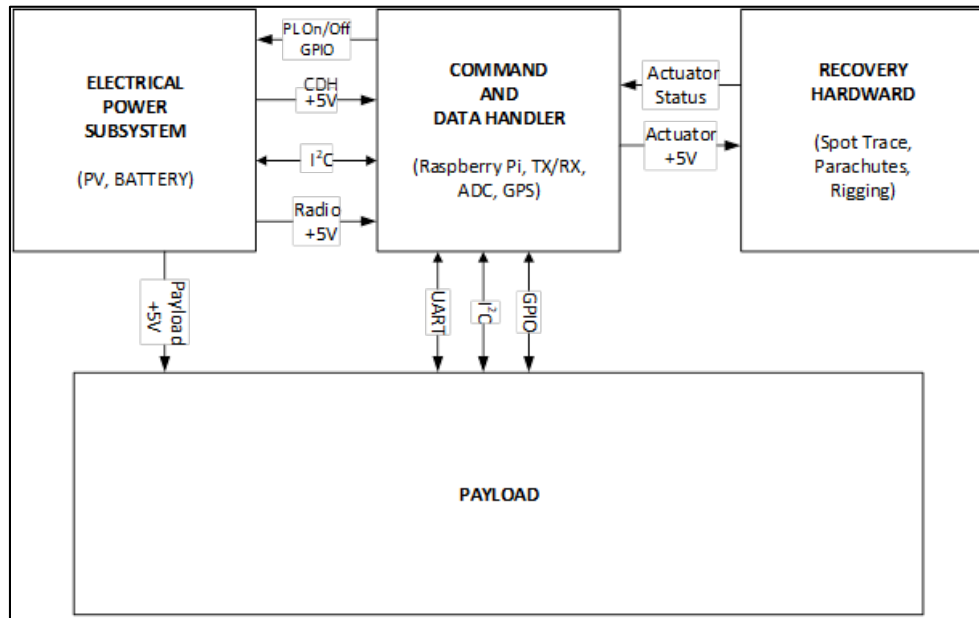 ELECTRICAL
POWER
SUBSYSTEM
(PV, BATTERY)
PL On/Off
GPIO
CDH
+5V
I²C
Radio
+5V
COMMAND
AND
DATA HANDLER
(Raspberry Pi, TX/RX,
ADC, GPS)
Actuator
Status
Actuator
+5V
RECOVERY
HARDWARD
(Spot Trace,
Parachutes,
Rigging)
Payload
+5V
UART
I²C
GPIO
PAYLOAD